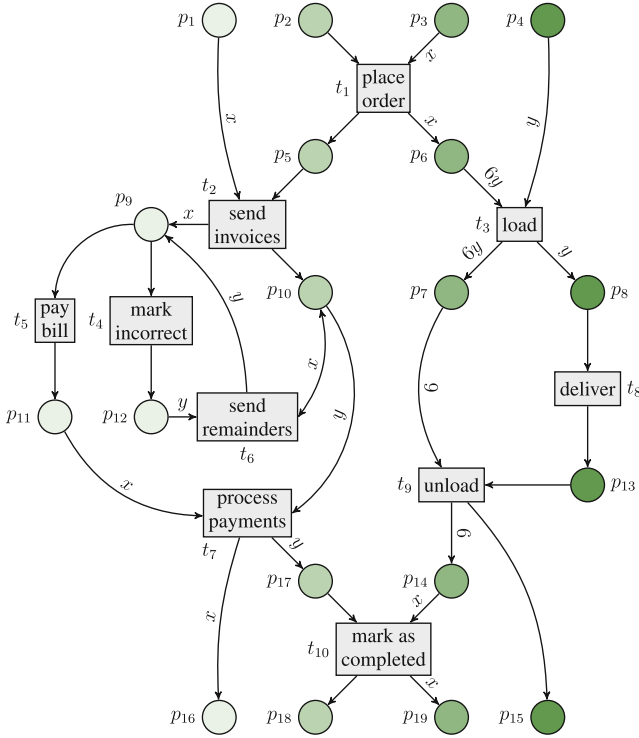 p1 p2 p3 p4
x
t1 place
order
x y
x
p5 p6
6y
t2
p9 send
invoices
x
t3 load
6y y
p10 p7 p8
t5 pay
bill
t4 mark
incorrect
y
x
6
deliver t8
p11 p12 y send
remainders
t6
y
x
t9 unload p13
process
payments
t7
y
6
p17 p14
x
x
t10 mark as
completed
x
p16 p18 p19 p15